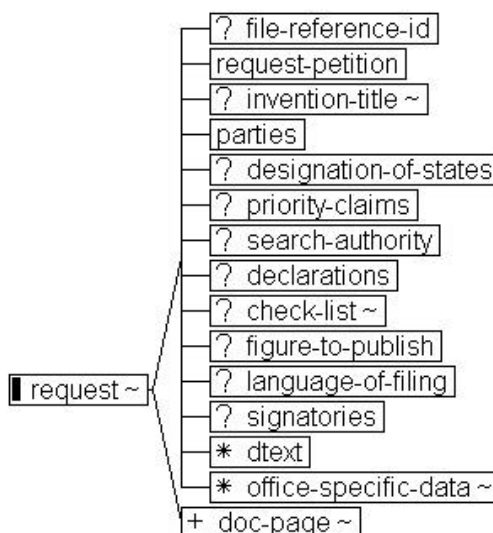 ? file-reference-id
request-petition
? invention-title ~
parties
? designation-of-states
? priority-claims
? search-authority
? declarations
? check-list ~
? figure-to-publish
request ~
? language-of-filing
? signatories
* dtext
* office-specific-data ~
+ doc-page ~